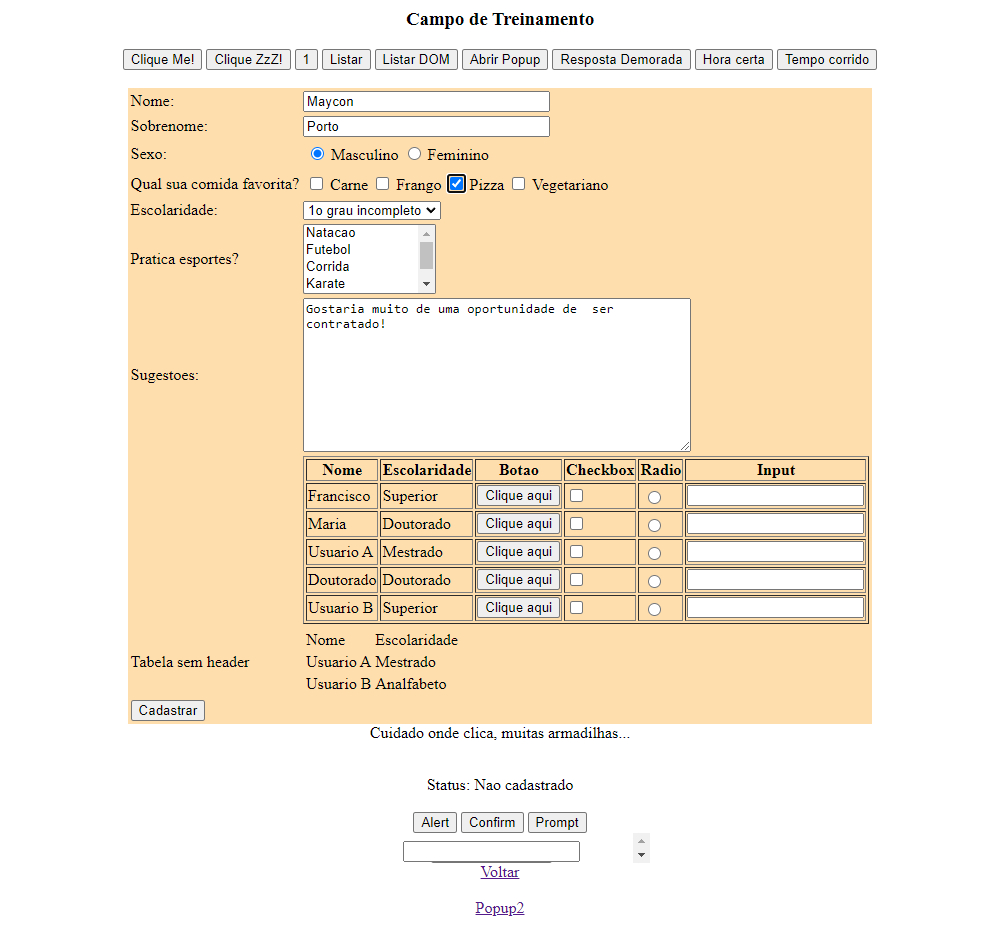 Campo de Treinamento
Clique Me! Clique ZzZ! 1 Listar Listar DOM Abrir Popup Resposta Demorada Hora certa Tempo corrido
Nome: Maycon
Sobrenome: Porto
Sexo: Masculino Feminino
Qual sua comida favorita? Carne Frango Pizza Vegetariano
Escolaridade: 1o grau incompleto
Pratica esportes?
Natacao
Futebol
Corrida
Karate
Sugestoes:
Gostaria muito de uma oportunidade de  ser
contratado!
Nome Escolaridade Botao Checkbox Radio Input
Francisco Superior Clique aqui
Maria Doutorado Clique aqui
Usuario A Mestrado Clique aqui
Doutorado Doutorado Clique aqui
Usuario B Superior Clique aqui
Tabela sem header
Nome Escolaridade
Usuario A Mestrado
Usuario B Analfabeto
Cadastrar
Cuidado onde clica, muitas armadilhas...
Status: Nao cadastrado
Alert Confirm Prompt
Voltar
Popup2